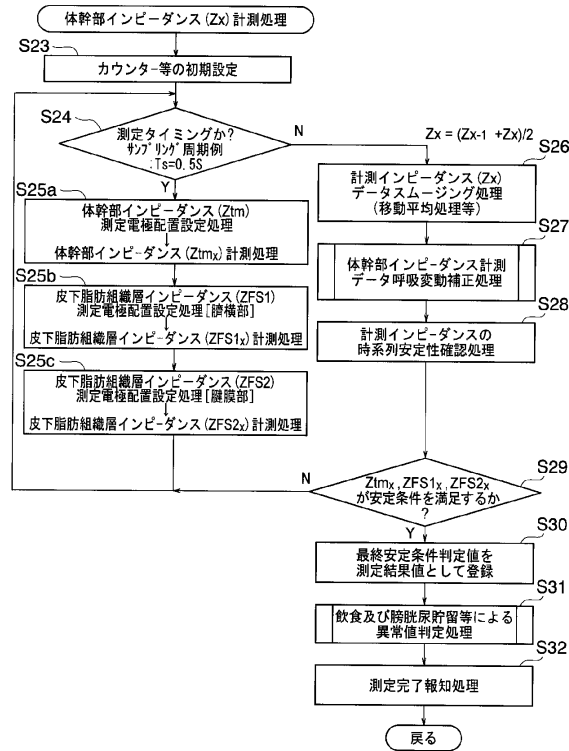 体幹部インピーダンス(Zx)計測処理
S23
カウンター等の初期設定
S24
測定タイミングか?
サンプリング周期例
:Ts=0.5S
N
Y
S25a
体幹部インピーダンス(Ztm)
測定電極配置設定処理
体幹部インピーダンス(Ztmx)計測処理
S25b
皮下脂肪組織層インピーダンス(ZFS1)
測定電極配置設定処理[臍横部]
皮下脂肪組織層インピーダンス(ZFS1x)計測処理
S25c
皮下脂肪組織層インピーダンス(ZFS2)
測定電極配置設定処理[腱膜部]
皮下脂肪組織層インピーダンス(ZFS2x)計測処理
Zx = (Zx-1 +Zx)/2
S26
計測インピーダンス(Zx)
データスムージング処理
(移動平均処理等)
S27
体幹部インピーダンス計測
データ呼吸変動補正処理
S28
計測インピーダンスの
時系列安定性確認処理
S29
Ztmx,ZFS1x,ZFS2x
が安定条件を満足するか
?
N
Y
S30
最終安定条件判定値を
測定結果値として登録
S31
飲食及び膀胱尿貯留等による
異常値判定処理
S32
測定完了報知処理
戻る